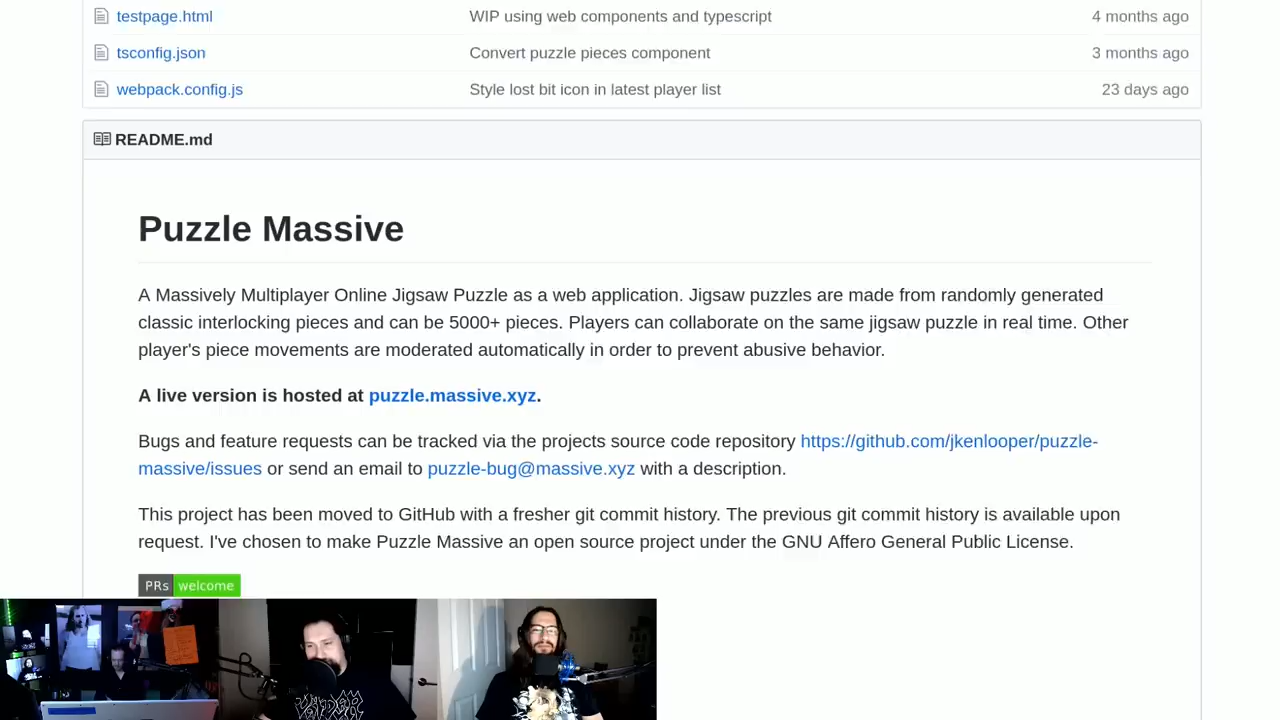 testpage.html WIP using web components and typescript 4 months ago
tsconfig.json Convert puzzle pieces component 3 months ago
webpack.config.js Style lost bit icon in latest player list 23 days ago
README.md
Puzzle Massive
A Massively Multiplayer Online Jigsaw Puzzle as a web application. Jigsaw puzzles are made from randomly generated
classic interlocking pieces and can be 5000+ pieces. Players can collaborate on the same jigsaw puzzle in real time. Other
player's piece movements are moderated automatically in order to prevent abusive behavior.
A live version is hosted at puzzle.massive.xyz.
Bugs and feature requests can be tracked via the projects source code repository https://github.com/jkenlooper/puzzle-
massive/issues or send an email to puzzle-bug@massive.xyz with a description.
This project has been moved to GitHub with a fresher git commit history. The previous git commit history is available upon
request. I've chosen to make Puzzle Massive an open source project under the GNU Affero General Public License.
PRs welcome